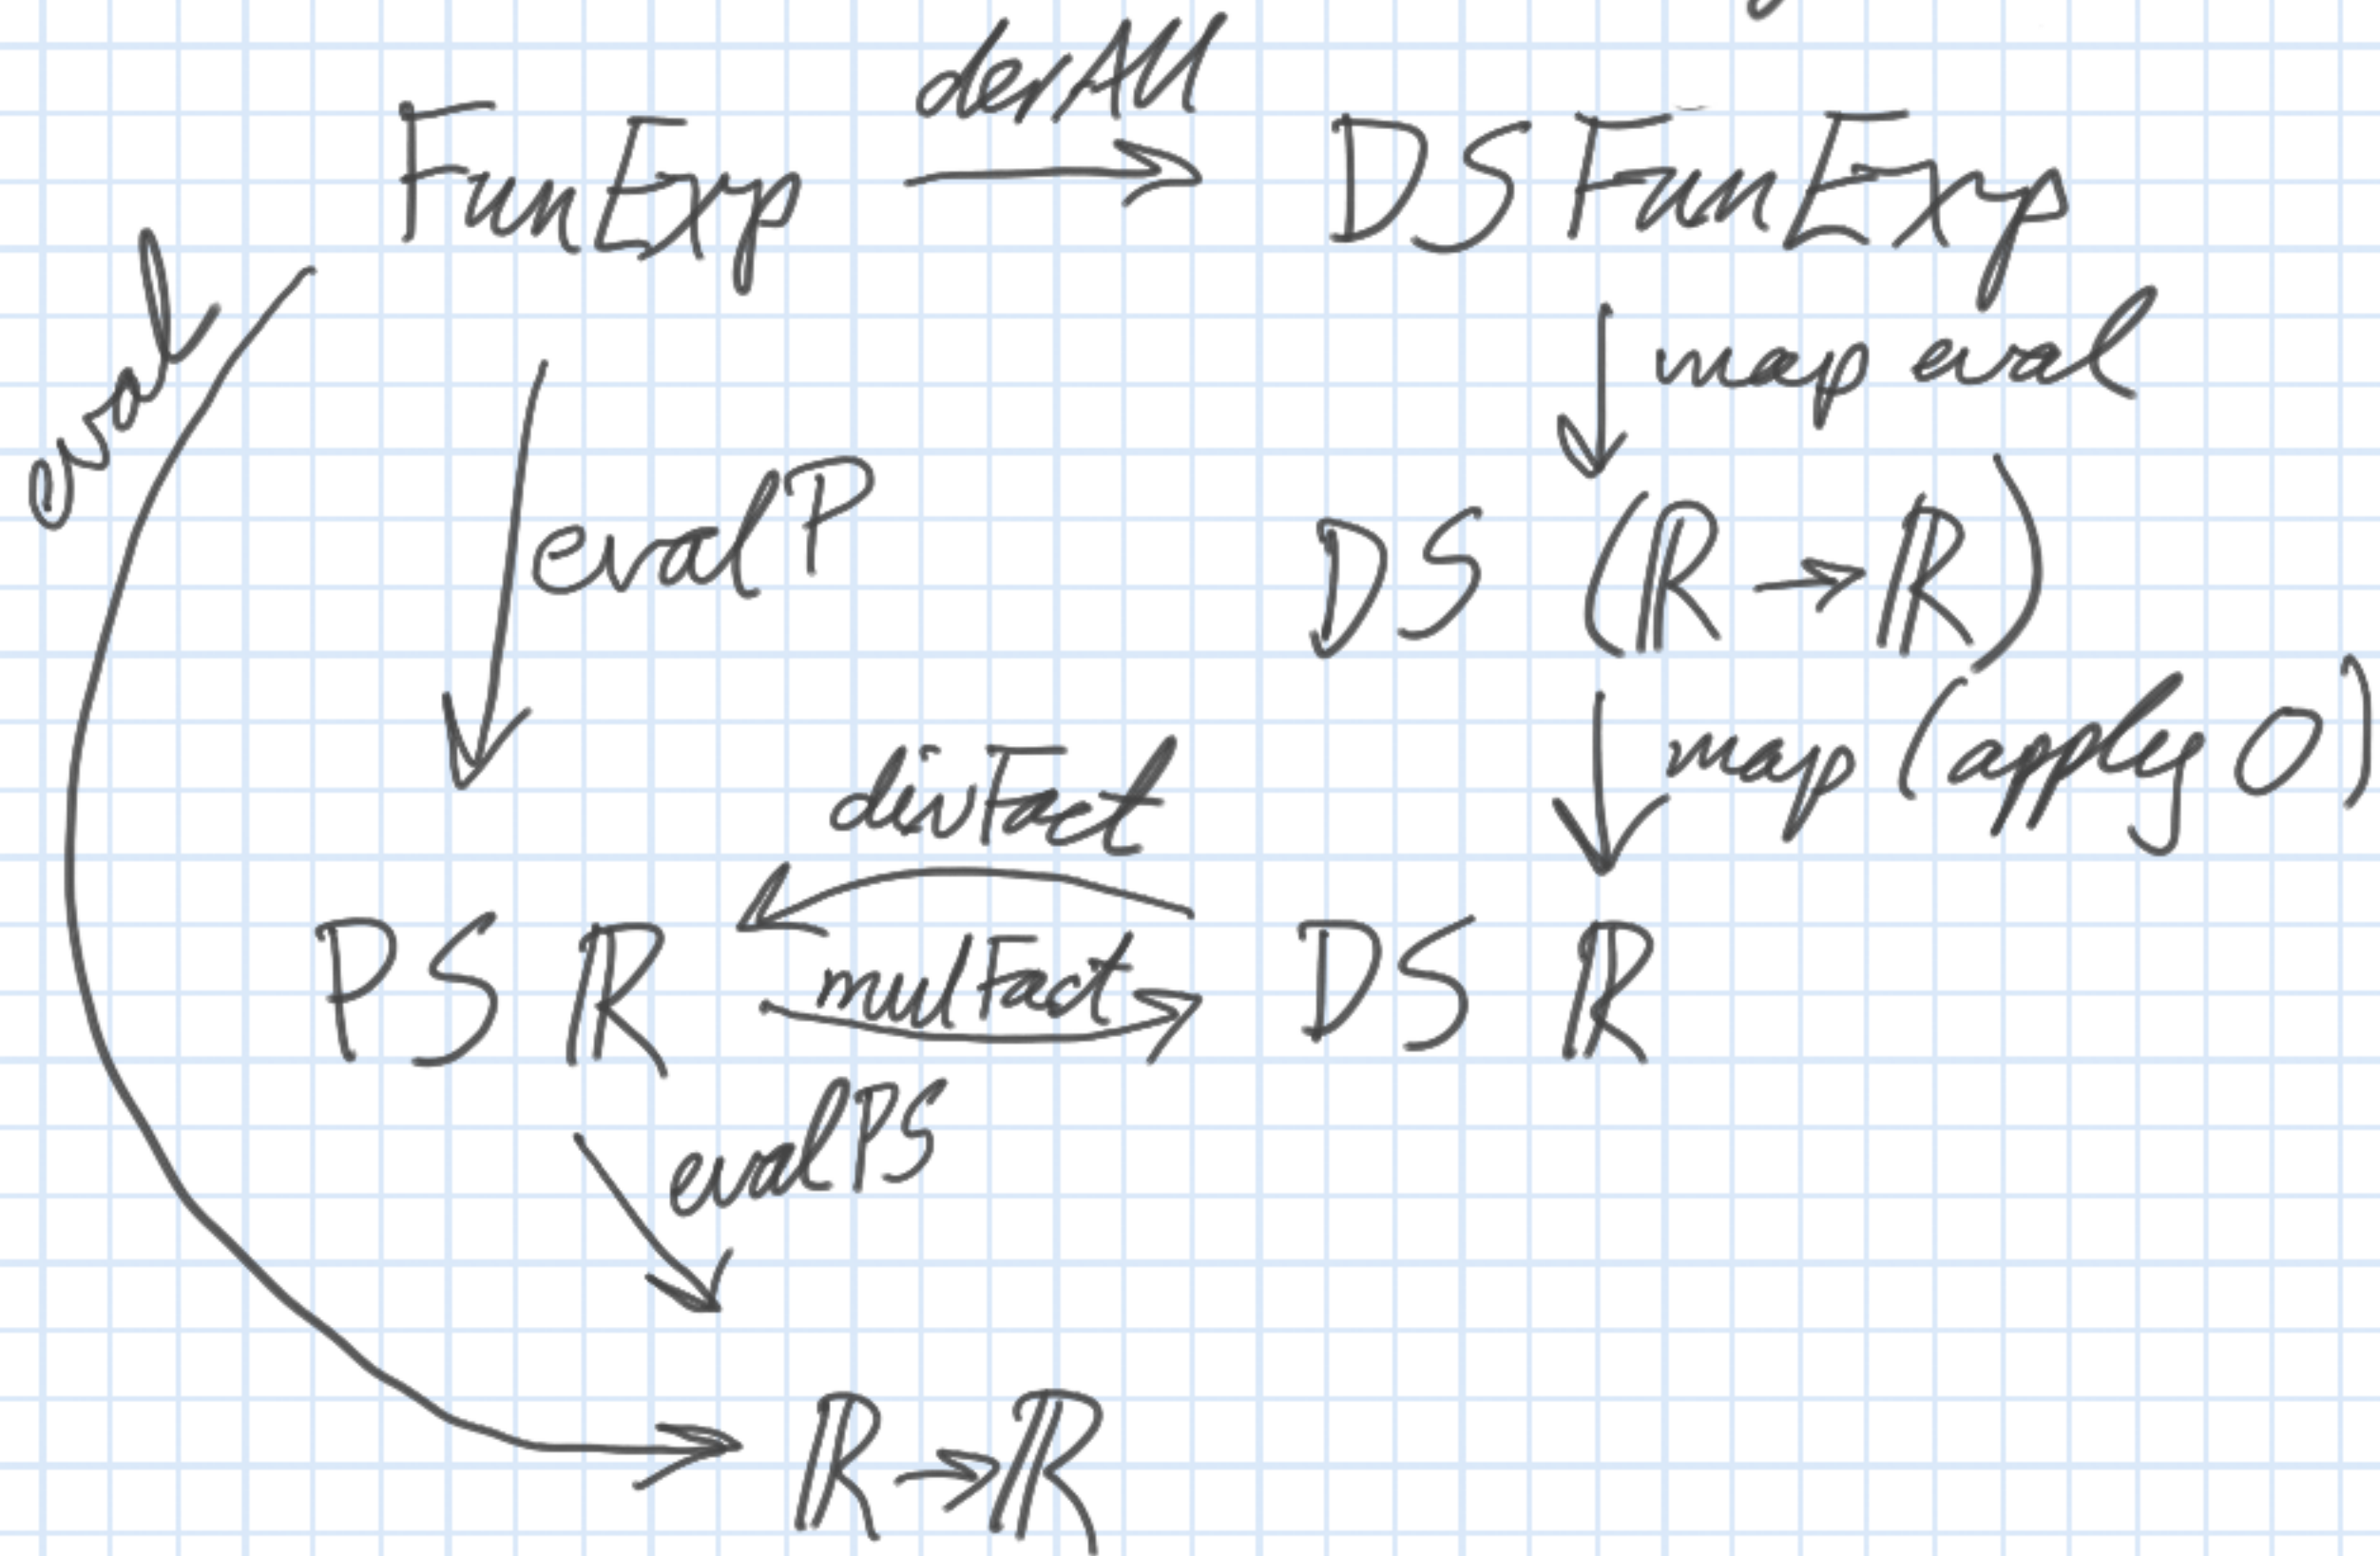 derAll
FunExp → DS FunExp
eval
map eval
evalP
DS (ℝ → ℝ)
map (apply 0)
divFact
PS ℝ
mulFact
DS ℝ
evalPS
ℝ → ℝ